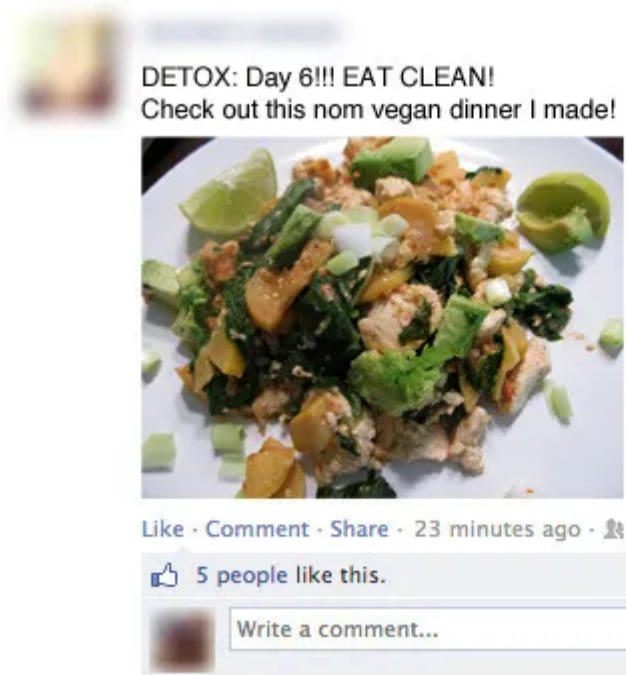 DETOX: Day 6!!! EAT CLEAN!
Check out this nom vegan dinner I made!
Like · Comment · Share · 23 minutes ago ·
5 people like this.
Write a comment...